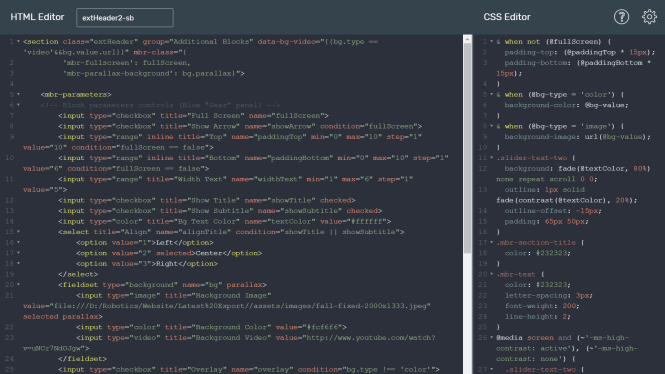 HTML Editor
extHeader2-sb
CSS Editor
1 <section class="extHeader" group="Additional Blocks" data-bg-video="{{bg.type ==
'video'&&bg.value.url}}" mbr-class="{
2 'mbr-fullscreen': fullScreen,
3 'mbr-parallax-background': bg.parallax}">
4
5 <mbr-parameters>
6 <!-- Block parameters controls (Blue "Gear" panel) -->
7 <input type="checkbox" title="Full Screen" name="fullScreen">
8 <input type="checkbox" title="Show Arrow" name="showArrow" condition="fullScreen">
9 <input type="range" inline title="Top" name="paddingTop" min="0" max="10" step="1"
value="10" condition="fullScreen == false">
10 <input type="range" inline title="Bottom" name="paddingBottom" min="0" max="10" step="1"
value="6" condition="fullScreen == false">
11 <input type="range" title="Width Text" name="widthText" min="1" max="6" step="1"
value="5">
12 <input type="checkbox" title="Show Title" name="showTitle" checked>
13 <input type="checkbox" title="Show Subtitle" name="showSubtitle" checked>
14 <input type="color" title="Bg Text Color" name="textColor" value="#ffffff">
15 <select title="Align" name="alignTitle" condition="showTitle || showSubtitle">
16 <option value="1">Left</option>
17 <option value="2" selected>Center</option>
18 <option value="3">Right</option>
19 </select>
20 <fieldset type="background" name="bg" parallax>
21 <input type="image" title="Background Image"
value="file:///D:/Robotics/Website/Latest%20Export//assets/images/fall-fixed-2000x1333.jpeg"
selected parallax>
22 <input type="color" title="Background Color" value="#fcf6f6">
23 <input type="video" title="Background Video" value="http://www.youtube.com/watch?
24 </fieldset>
25 <input type="checkbox" title="Overlay" name="overlay" condition="bg.type !== 'color'">
1 & when not (@fullScreen) {
2 padding-top: (@paddingTop * 15px);
3 padding-bottom: (@paddingBottom *
15px);
4 }
5 & when (@bg-type = 'color') {
6 background-color: @bg-value;
7 }
8 & when (@bg-type = 'image') {
9 background-image: url(@bg-value);
10 }
11 .slider-text-two {
12 background: fade(@textColor, 80%)
none repeat scroll 0 0;
13 outline: 1px solid
fade(contrast(@textColor), 20%);
14 outline-offset: -15px;
15 padding: 65px 50px;
16 }
17 .mbr-section-title {
18 color: #232323;
19 }
20 .mbr-text {
21 color: #232323;
22 letter-spacing: 3px;
23 font-weight: 200;
24 line-height: 2;
25 }
26 @media screen and (~'-ms-high-
contrast: active'), (~'-ms-high-
contrast: none') {
27 .slider-text-two {